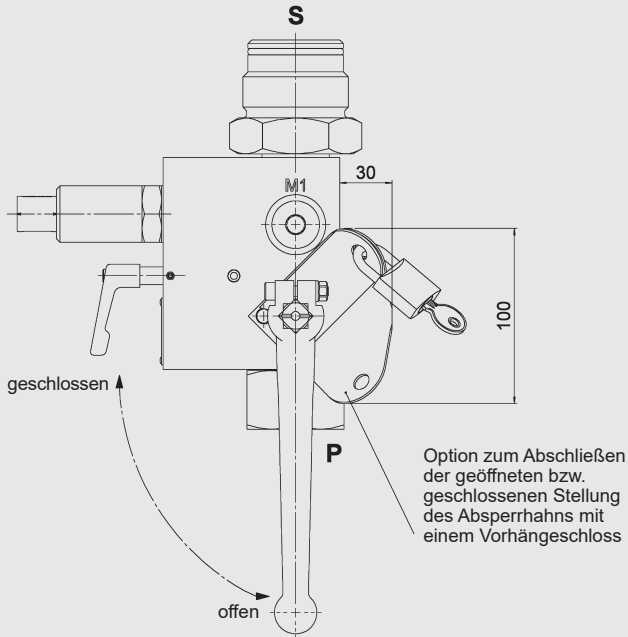 S
M1
30
100
geschlossen
P
Option zum Abschließen
der geöffneten bzw.
geschlossenen Stellung
des Absperrhahns mit
einem Vorhängeschloss
offen